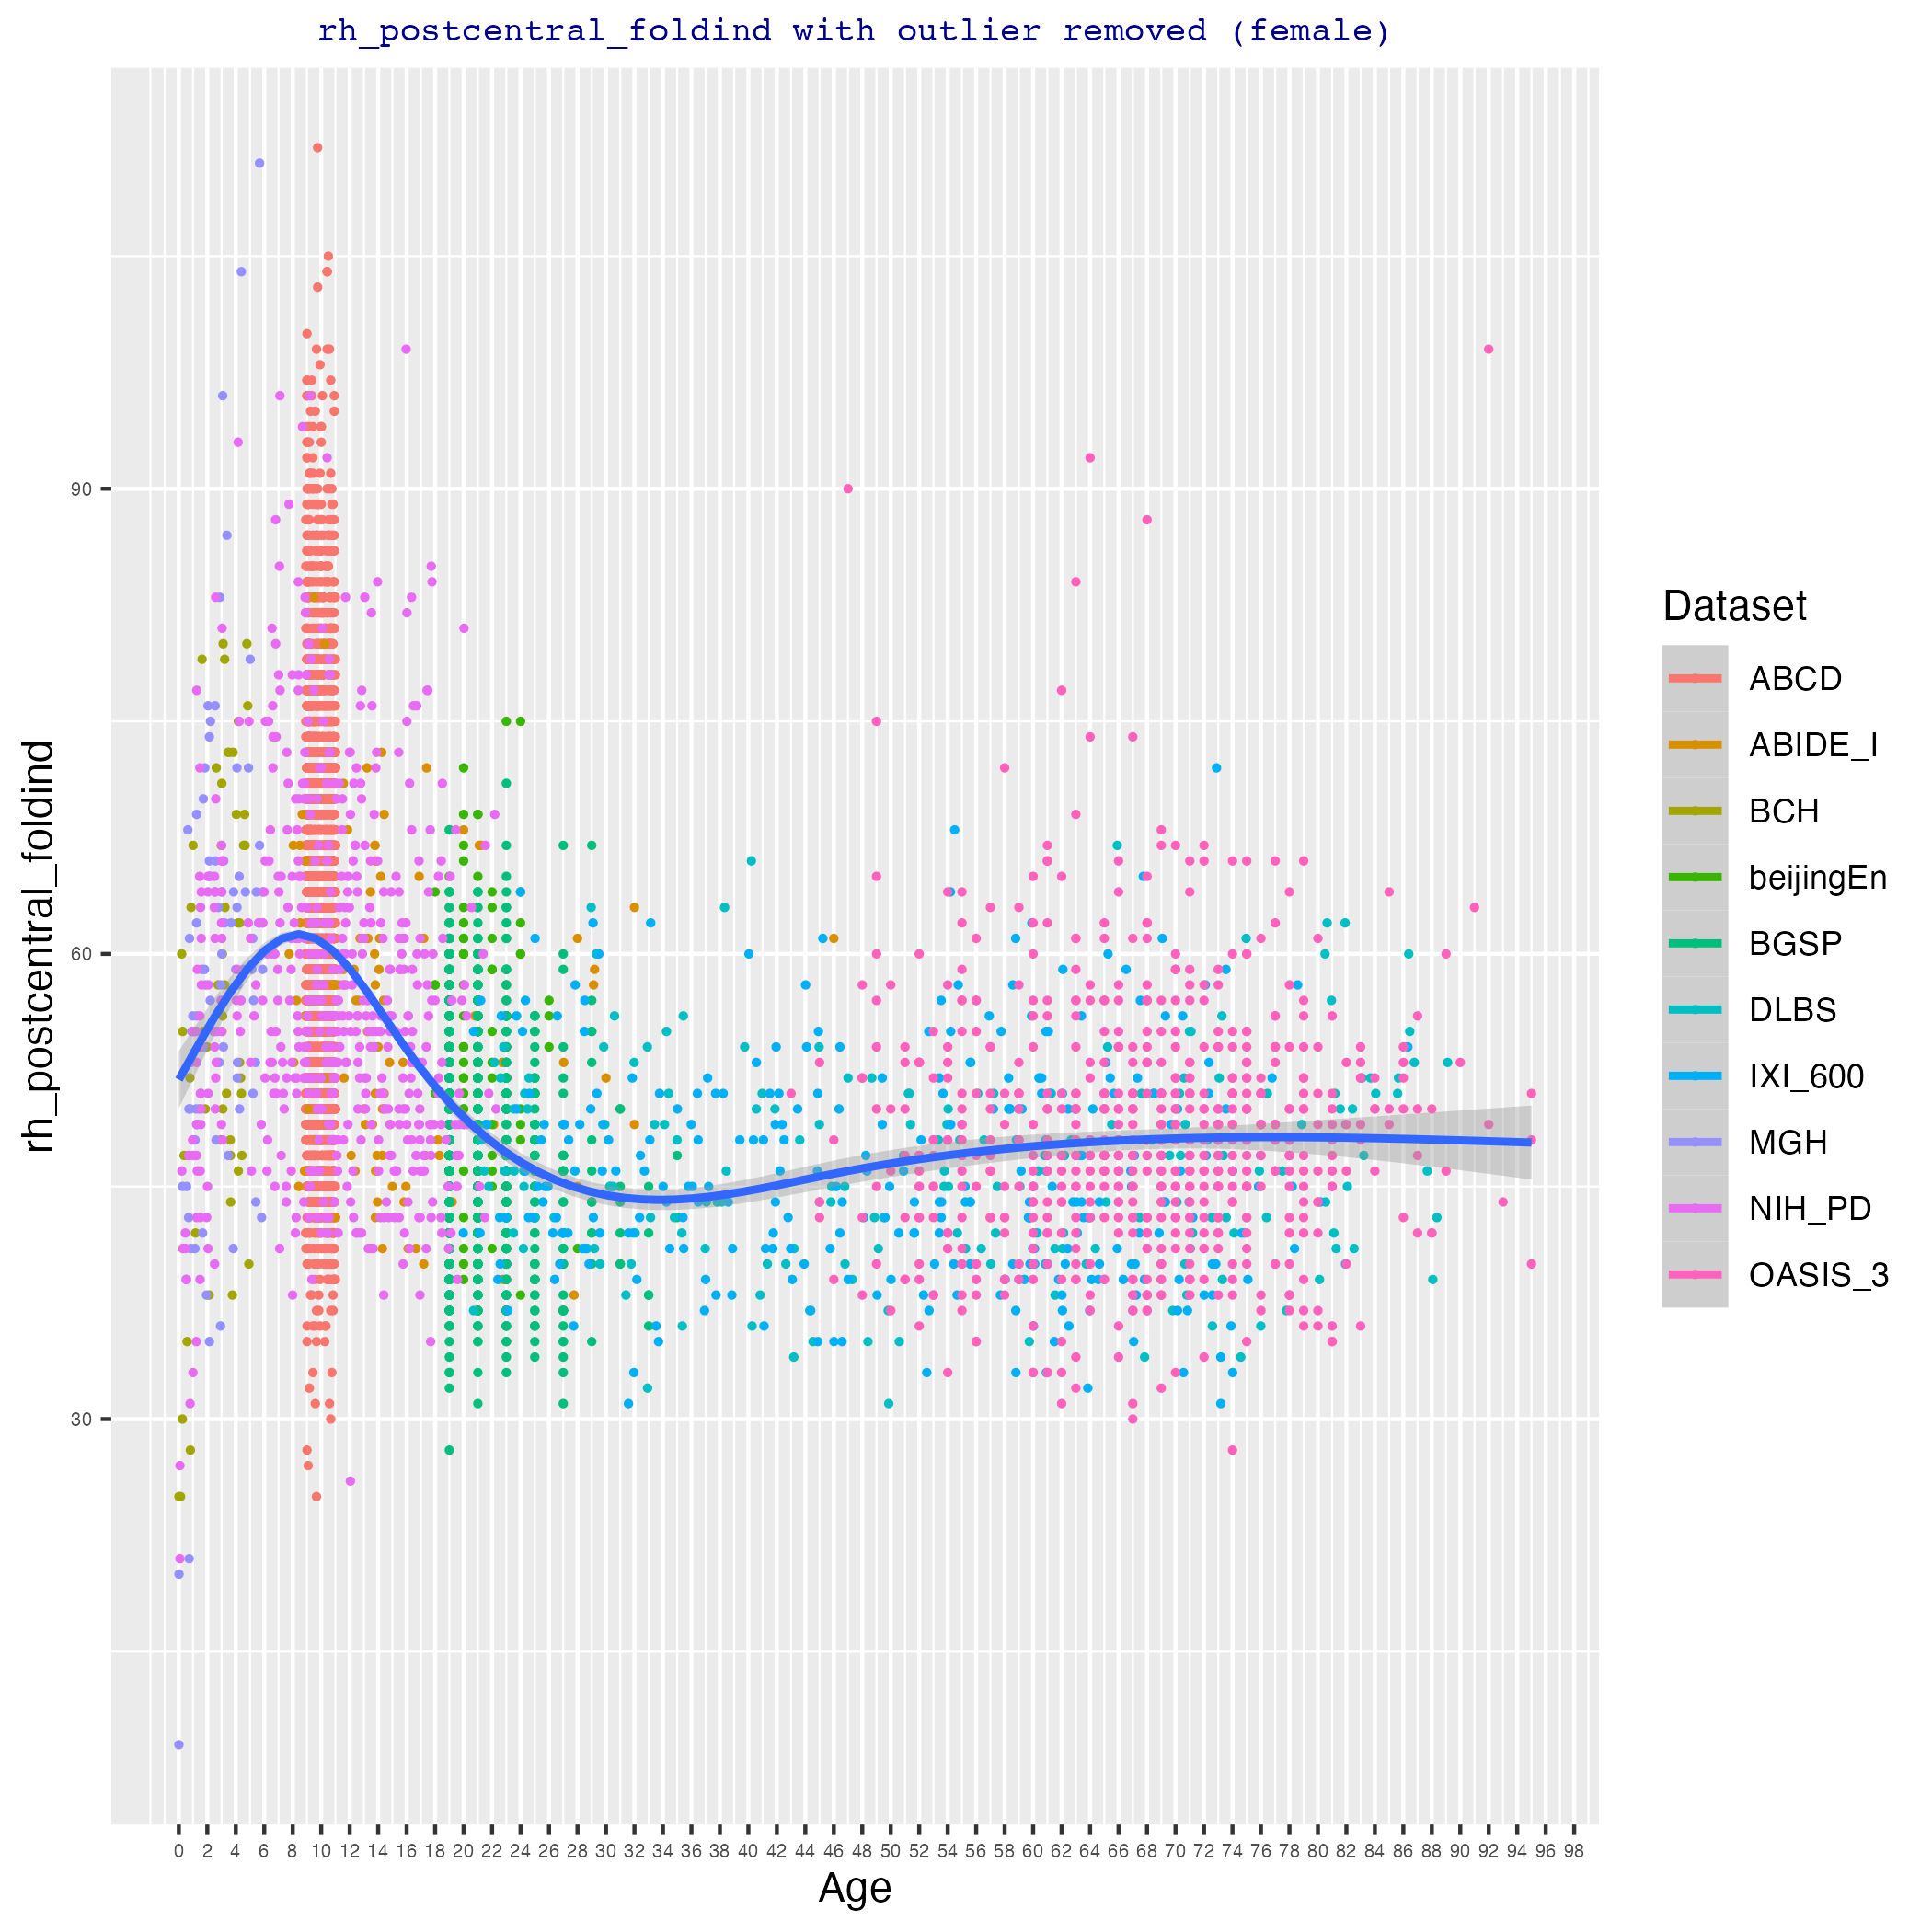 rh_postcentral_foldind with outlier removed (female)
rh_postcentral_foldind
90
60
30
0 2 4 6 8 10 12 14 16 18 20 22 24 26 28 30 32 34 36 38 40 42 44 46 48 50 52 54 56 58 60 62 64 66 68 70 72 74 76 78 80 82 84 86 88 90 92 94 96 98
Age
Dataset
ABCD
ABIDE_I
BCH
beijingEn
BGSP
DLBS
IXI_600
MGH
NIH_PD
OASIS_3